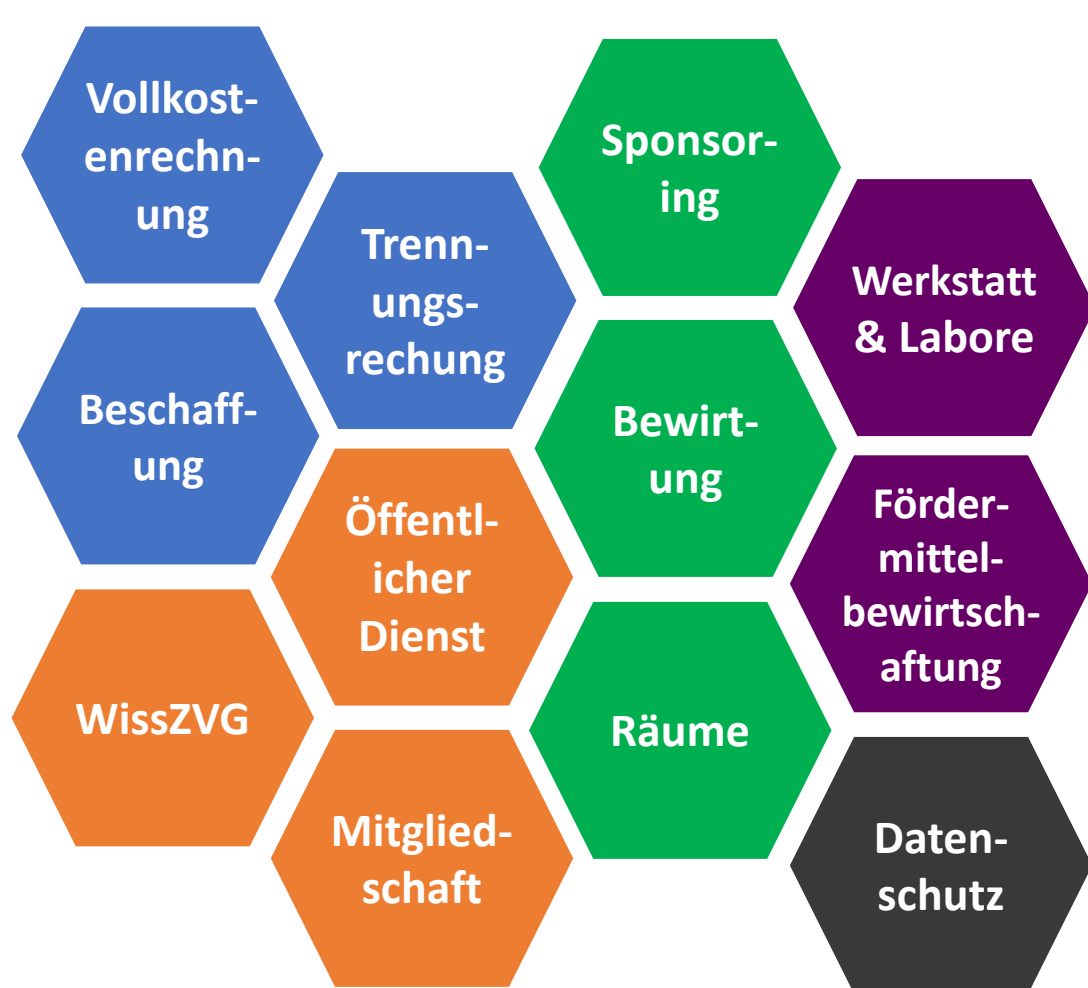 Vollkost-
enrechn-
ung
Trenn-
ungs-
rechung
Beschaff-
ung
Öffentl-
icher
Dienst
WissZVG
Mitglied-
schaft
Sponsor-
ing
Bewirt-
ung
Räume
Werkstatt
& Labore
Förder-
mittel-
bewirtsch-
aftung
Daten-
schutz